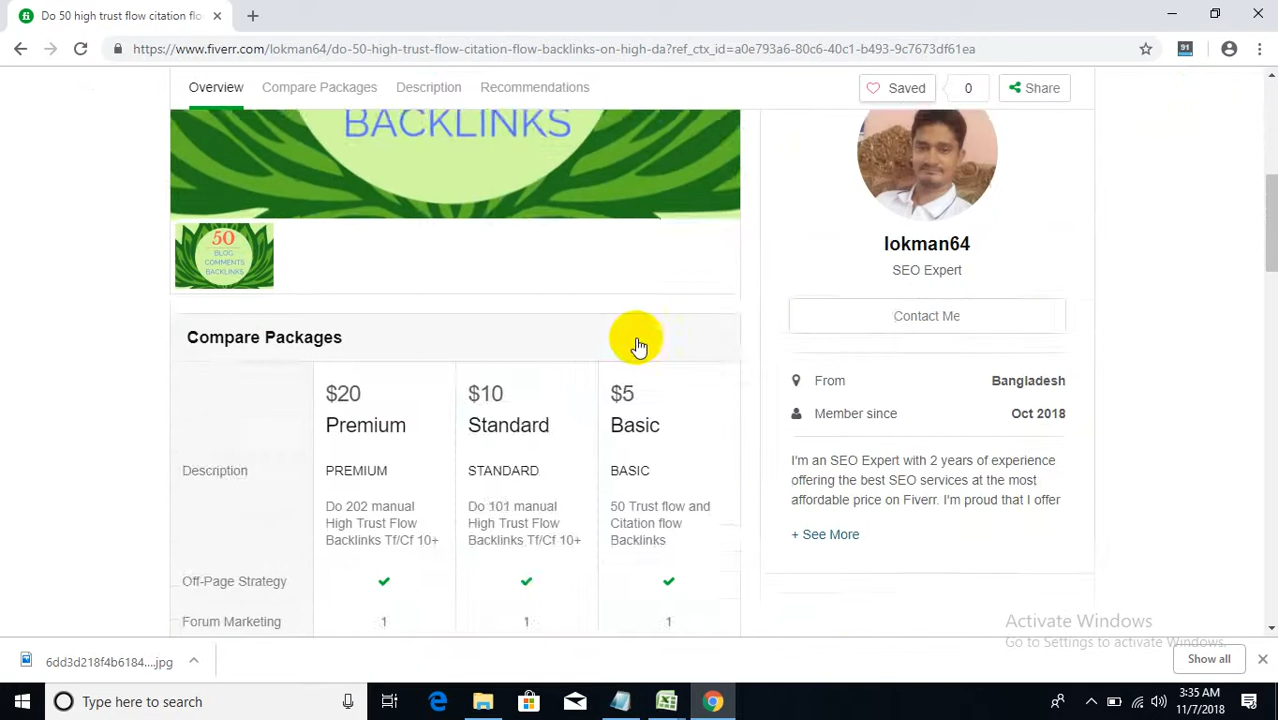 Do 50 high trust flow citation flo
https://www.fiverr.com/lokman64/do-50-high-trust-flow-citation-flow-backlinks-on-high-da?ref_ctx_id=a0e793a6-80c6-40c1-b493-9c7673df61ea
91
Overview
Compare Packages
Description
Recommendations
Saved
0
Share
BACKLINKS
50
BLOG
COMMENTS
BACKLINKS
lokman64
SEO Expert
Contact Me
From
Bangladesh
Member since
Oct 2018
I'm an SEO Expert with 2 years of experience
offering the best SEO services at the most
affordable price on Fiverr. I'm proud that I offer
+ See More
Compare Packages
$20
$10
$5
Premium
Standard
Basic
Description
PREMIUM
STANDARD
BASIC
Do 202 manual
High Trust Flow
Backlinks Tf/Cf 10+
Do 101 manual
High Trust Flow
Backlinks Tf/Cf 10+
50 Trust flow and
Citation flow
Backlinks
Off-Page Strategy
Forum Marketing
1
1
1
Activate Windows
Go to Settings to activate Windows.
6dd3d218f4b6184....jpg
Show all
Type here to search
3:35 AM
11/7/2018